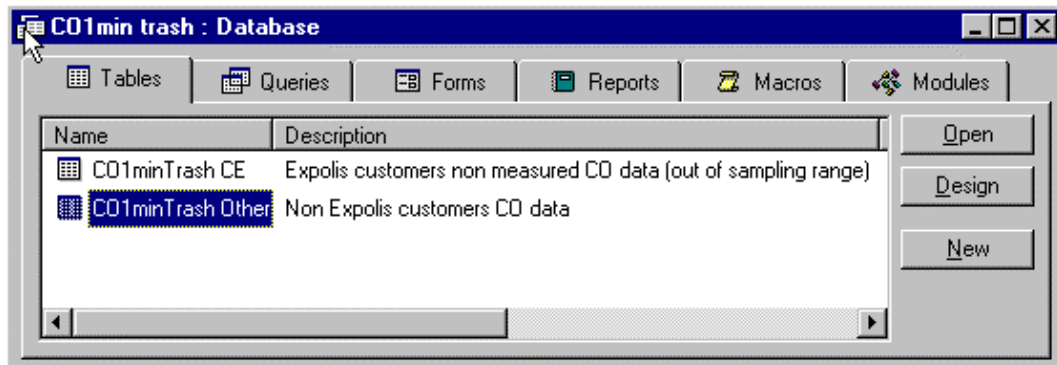 CO1min trash : Database
Tables Queries Forms Reports Macros Modules
Name Description
CO1minTrash CE Expolis customers non measured CO data (out of sampling range)
CO1minTrash Other Non Expolis customers CO data
Open
Design
New